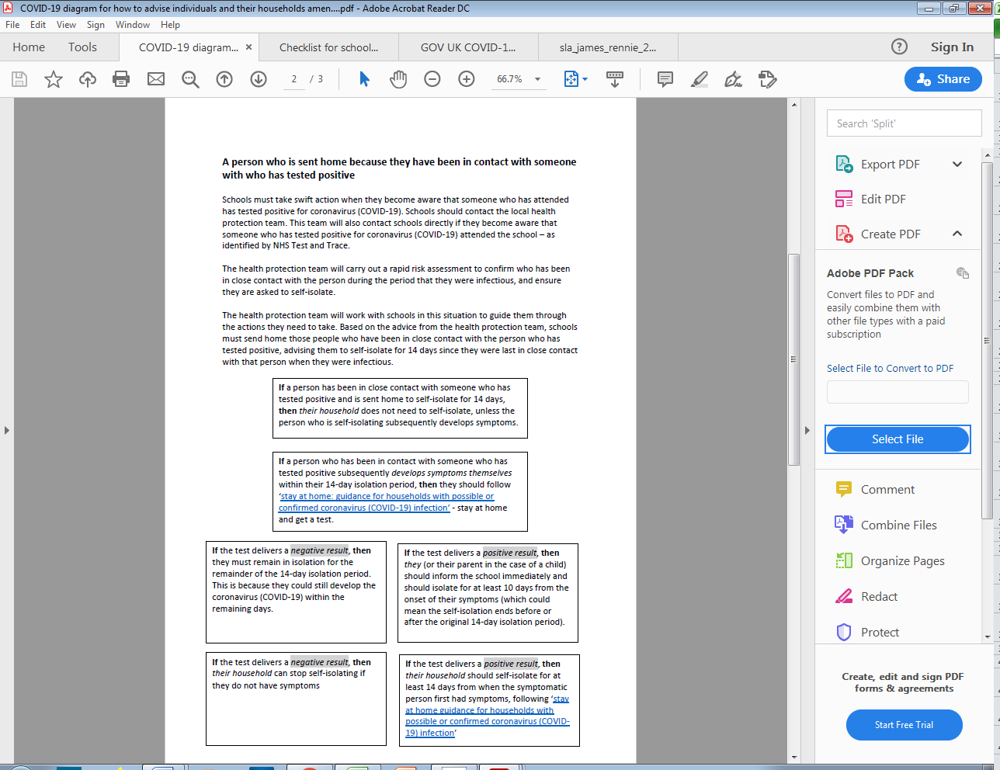 COVID-19 diagram for how to advise individuals and their households amen....pdf - Adobe Acrobat Reader DC
File Edit View Sign Window Help
Home Tools COVID-19 diagram... × Checklist for school... GOV UK COVID-1... sla_james_rennie_2... ? Sign In
2 / 3 66.7% Share
A person who is sent home because they have been in contact with someone
with who has tested positive
Schools must take swift action when they become aware that someone who has attended
has tested positive for coronavirus (COVID-19). Schools should contact the local health
protection team. This team will also contact schools directly if they become aware that
someone who has tested positive for coronavirus (COVID-19) attended the school – as
identified by NHS Test and Trace.
The health protection team will carry out a rapid risk assessment to confirm who has been
in close contact with the person during the period that they were infectious, and ensure
they are asked to self-isolate.
The health protection team will work with schools in this situation to guide them through
the actions they need to take. Based on the advice from the health protection team, schools
must send home those people who have been in close contact with the person who has
tested positive, advising them to self-isolate for 14 days since they were last in close contact
with that person when they were infectious.
If a person has been in close contact with someone who has
tested positive and is sent home to self-isolate for 14 days,
then their household does not need to self-isolate, unless the
person who is self-isolating subsequently develops symptoms.
If a person who has been in contact with someone who has
tested positive subsequently develops symptoms themselves
within their 14-day isolation period, then they should follow
‘stay at home: guidance for households with possible or
confirmed coronavirus (COVID-19) infection’ - stay at home
and get a test.
If the test delivers a negative result, then
they must remain in isolation for the
remainder of the 14-day isolation period.
This is because they could still develop the
coronavirus (COVID-19) within the
remaining days.
If the test delivers a positive result, then
they (or their parent in the case of a child)
should inform the school immediately and
should isolate for at least 10 days from the
onset of their symptoms (which could
mean the self-isolation ends before or
after the original 14-day isolation period).
If the test delivers a negative result, then
their household can stop self-isolating if
they do not have symptoms
If the test delivers a positive result, then
their household should self-isolate for at
least 14 days from when the symptomatic
person first had symptoms, following ‘stay
at home guidance for households with
possible or confirmed coronavirus (COVID-
19) infection’
Search 'Split'
Export PDF
Edit PDF
Create PDF
Adobe PDF Pack
Convert files to PDF and
easily combine them with
other file types with a paid
subscription
Select File to Convert to PDF
Select File
Comment
Combine Files
Organize Pages
Redact
Protect
Create, edit and sign PDF
forms & agreements
Start Free Trial